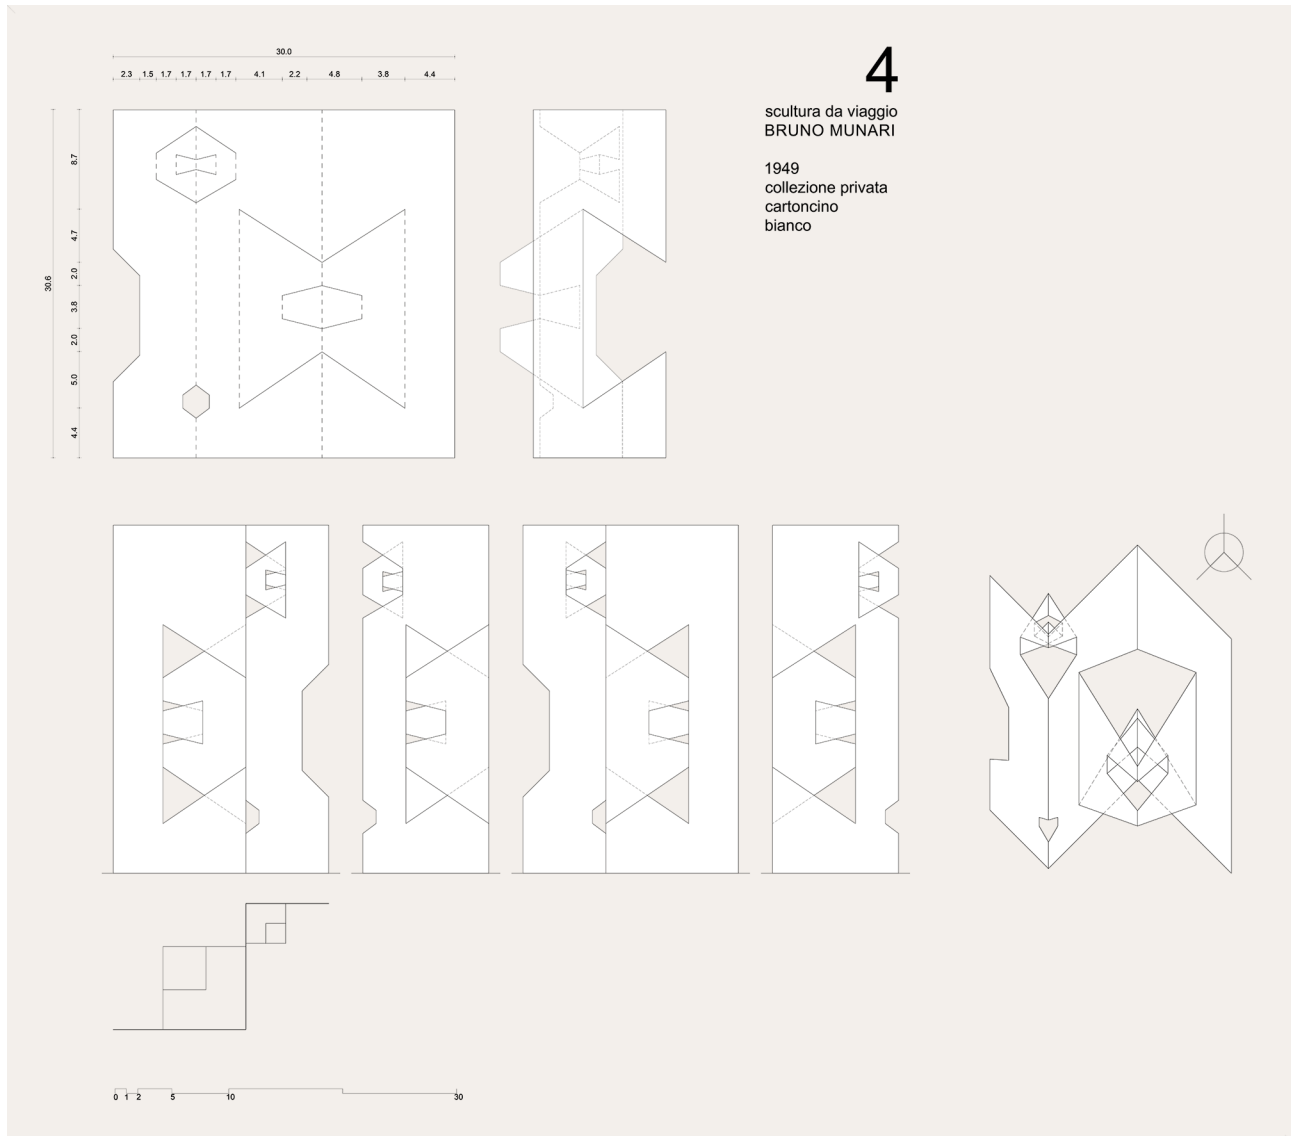 30.0
2.3 1.5 1.7 1.7 1.7 1.7 4.1 2.2 4.8 3.8 4.4
30.6
8.7
4.7
2.0
3.8
2.0
5.0
4.4
4
scultura da viaggio
BRUNO MUNARI
1949
collezione privata
cartoncino
bianco
0 1 2 5 10 30